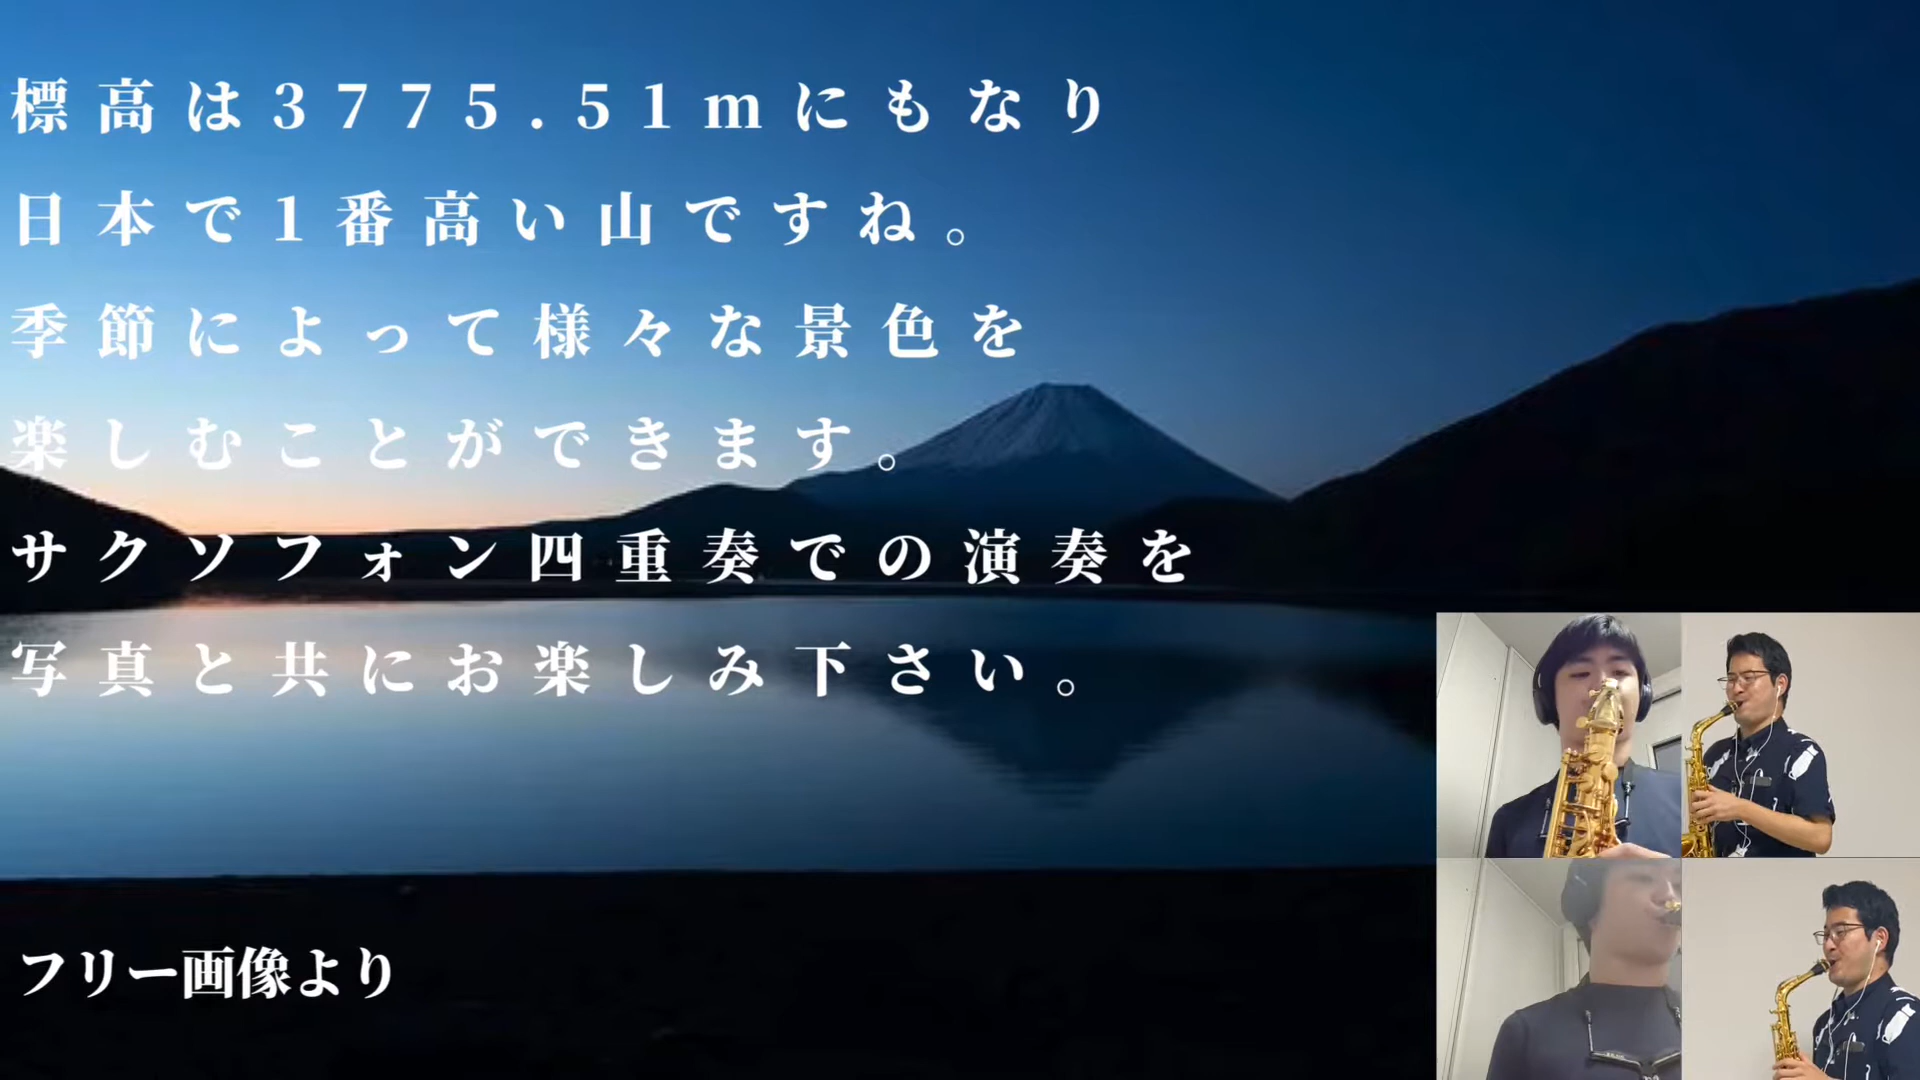 標高は3775.51mにもなり
日本で1番高い山ですね。
季節によって様々な景色を
楽しむことができます。
サクソフォン四重奏での演奏を
写真と共にお楽しみ下さい。
フリー画像より